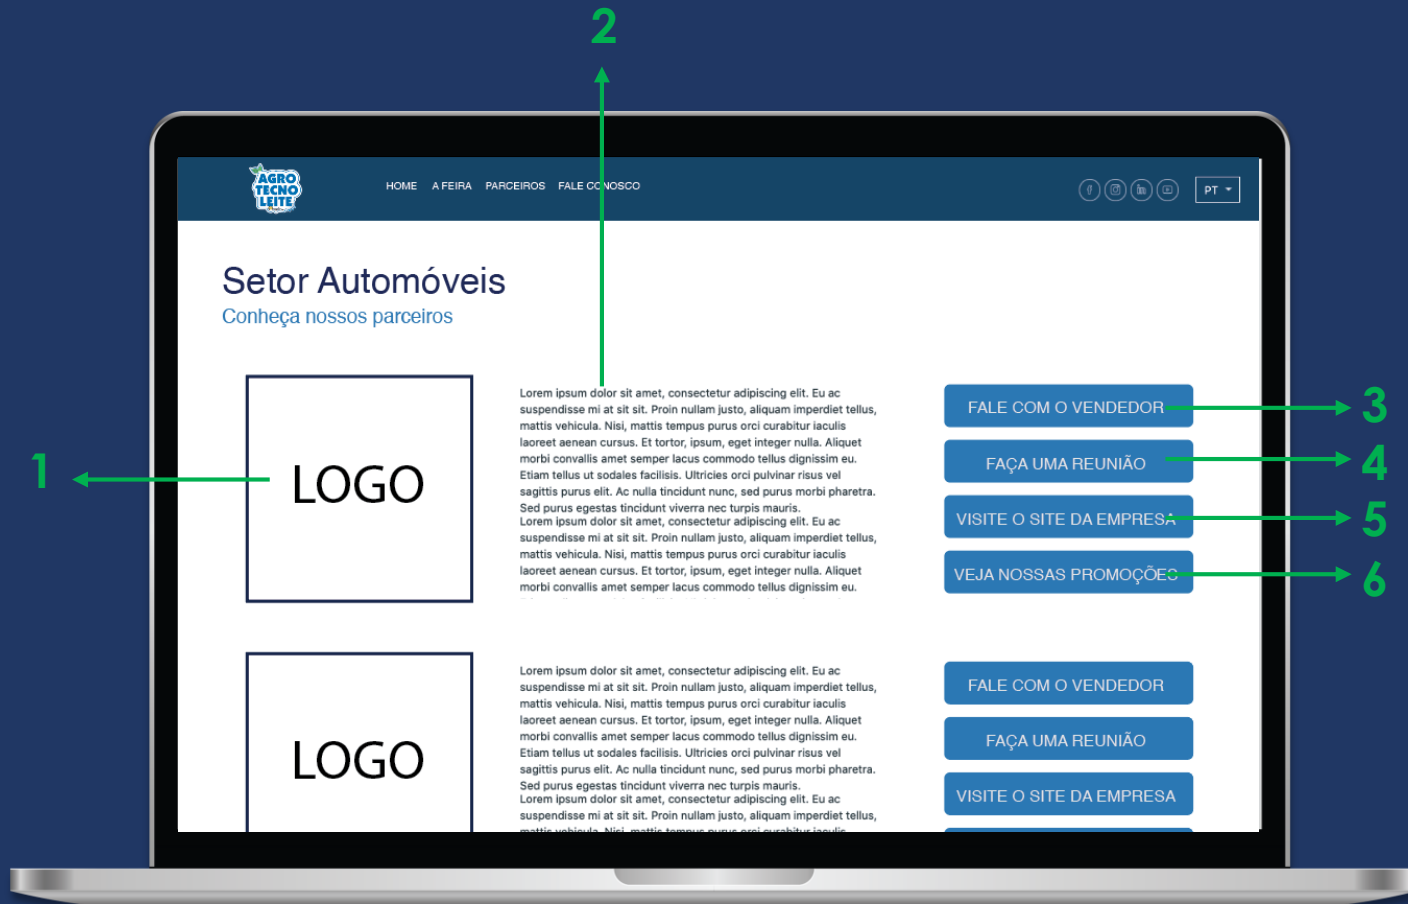 2
AGRO
TECNO
LEITE
HOME A FEIRA PARCEIROS FALE CONOSCO
PT
Setor Automóveis
Conheça nossos parceiros
1
LOGO
Lorem ipsum dolor sit amet, consectetur adipiscing elit. Eu ac
suspendisse mi at sit sit. Proin nullam justo, aliquam imperdiet tellus,
mattis vehicula. Nisi, mattis tempus purus orci curabitur iaculis
laoreet aenean cursus. Et tortor, ipsum, eget integer nulla. Aliquet
morbi convallis amet semper lacus commodo tellus dignissim eu.
Etiam tellus ut sodales facilisis. Ultricies orci pulvinar risus vel
sagittis purus elit. Ac nulla tincidunt nunc, sed purus morbi pharetra.
Sed purus egestas tincidunt viverra nec turpis mauris.
Lorem ipsum dolor sit amet, consectetur adipiscing elit. Eu ac
suspendisse mi at sit sit. Proin nullam justo, aliquam imperdiet tellus,
mattis vehicula. Nisi, mattis tempus purus orci curabitur iaculis
laoreet aenean cursus. Et tortor, ipsum, eget integer nulla. Aliquet
morbi convallis amet semper lacus commodo tellus dignissim eu.
FALE COM O VENDEDOR
3
FAÇA UMA REUNIÃO
4
VISITE O SITE DA EMPRESA
5
VEJA NOSSAS PROMOÇÕES
6
LOGO
Lorem ipsum dolor sit amet, consectetur adipiscing elit. Eu ac
suspendisse mi at sit sit. Proin nullam justo, aliquam imperdiet tellus,
mattis vehicula. Nisi, mattis tempus purus orci curabitur iaculis
laoreet aenean cursus. Et tortor, ipsum, eget integer nulla. Aliquet
morbi convallis amet semper lacus commodo tellus dignissim eu.
Etiam tellus ut sodales facilisis. Ultricies orci pulvinar risus vel
sagittis purus elit. Ac nulla tincidunt nunc, sed purus morbi pharetra.
Sed purus egestas tincidunt viverra nec turpis mauris.
Lorem ipsum dolor sit amet, consectetur adipiscing elit. Eu ac
suspendisse mi at sit sit. Proin nullam justo, aliquam imperdiet tellus,
mattis vehicula. Nisi, mattis tempus purus orci curabitur iaculis
FALE COM O VENDEDOR
FAÇA UMA REUNIÃO
VISITE O SITE DA EMPRESA